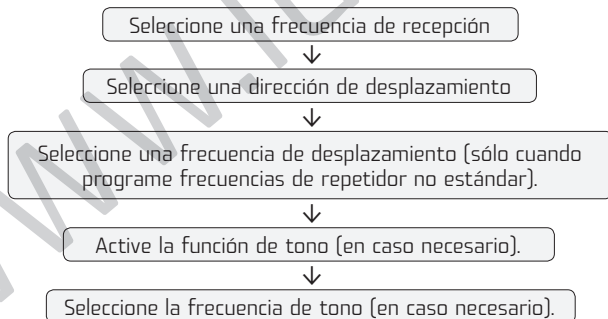 Seleccione una frecuencia de recepción
↓
Seleccione una dirección de desplazamiento
↓
Seleccione una frecuencia de desplazamiento (sólo cuando
programe frecuencias de repetidor no estándar).
↓
Active la función de tono (en caso necesario).
↓
Seleccione la frecuencia de tono (en caso necesario).